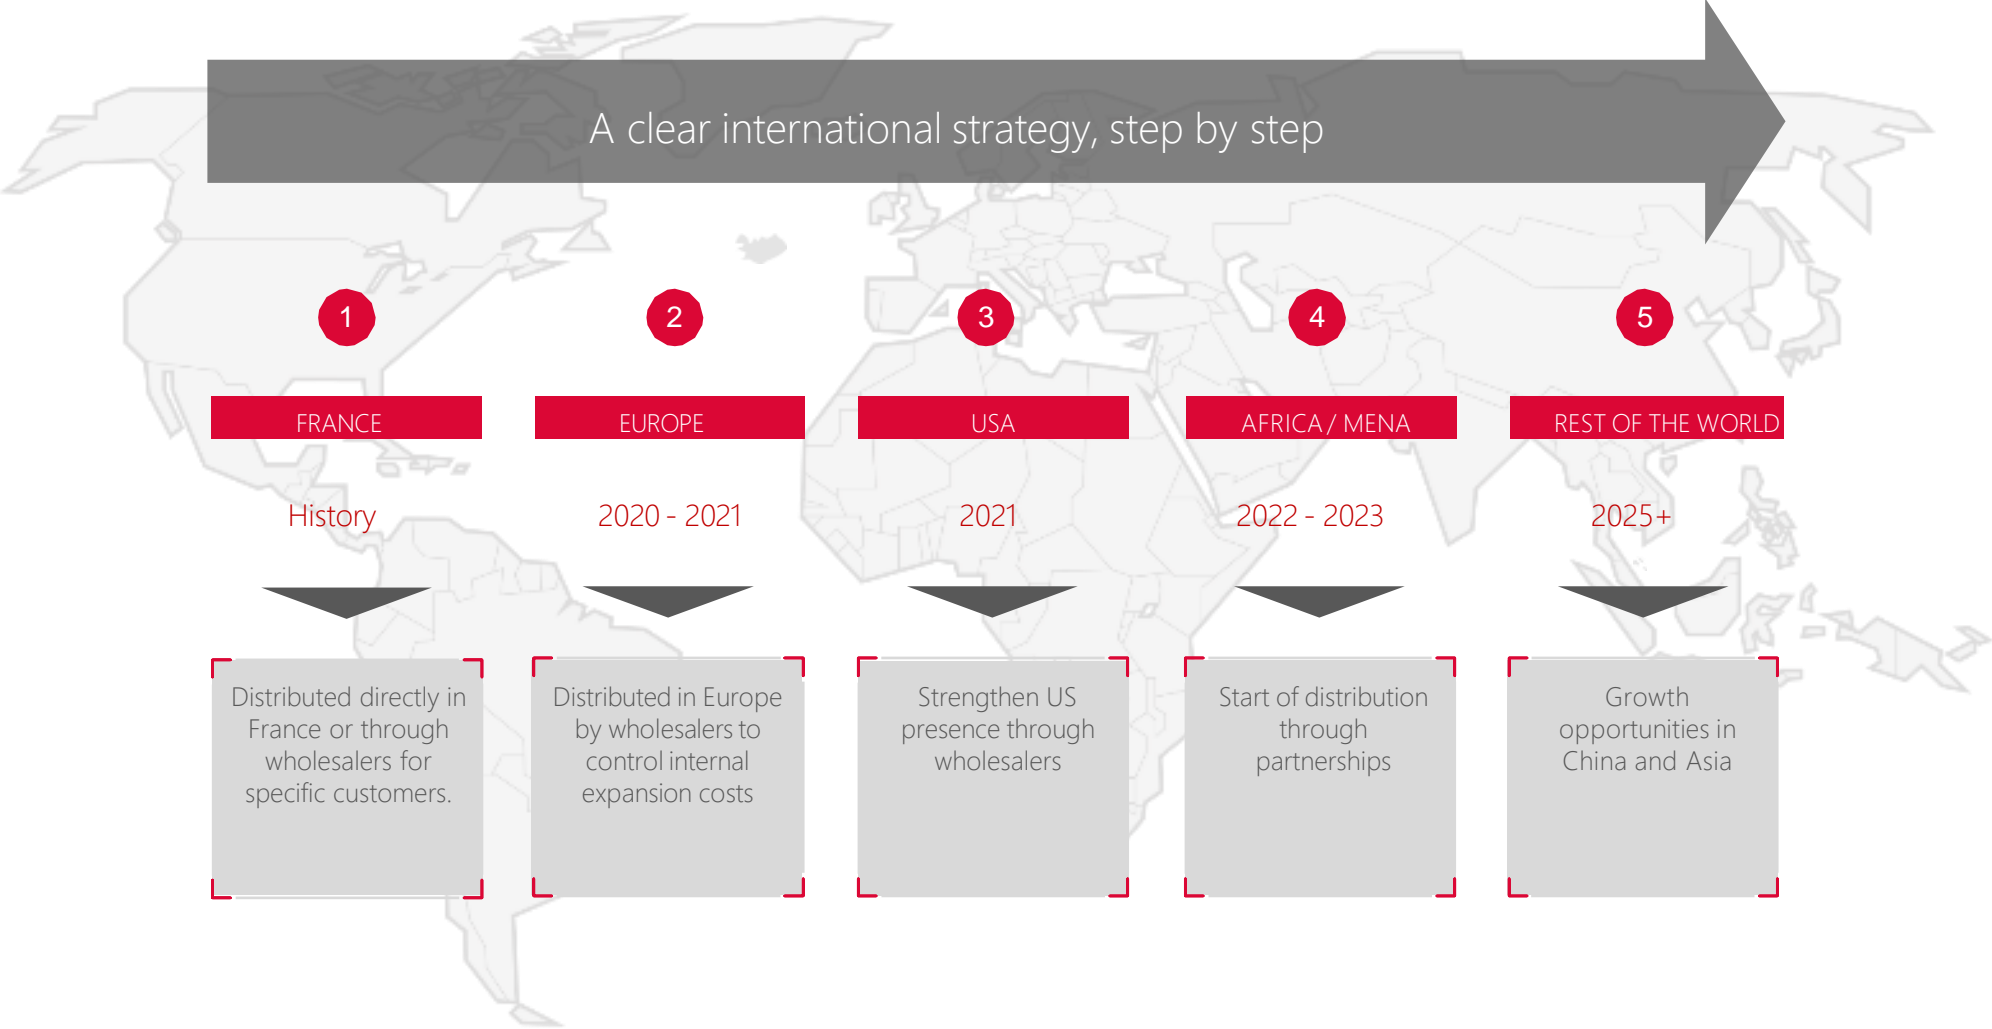 A clear international strategy, step by step
1
2
3
4
5
FRANCE
EUROPE
USA
AFRICA / MENA
REST OF THE WORLD
History
2020 - 2021
2021
2022 - 2023
2025+
Distributed directly in
France or through
wholesalers for
specific customers.
Distributed in Europe
by wholesalers to
control internal
expansion costs
Strengthen US
presence through
wholesalers
Start of distribution
through
partnerships
Growth
opportunities in
China and Asia